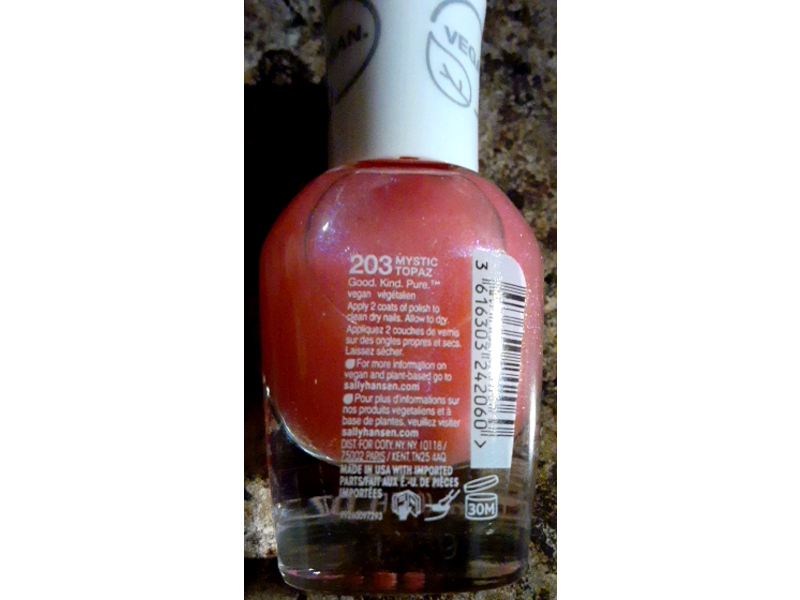 AN.
VEGA
203 MYSTIC
TOPAZ
Good. Kind. Pure.™
vegan végétalien
Apply 2 coats of polish to
clean dry nails. Allow to dry.
Appliquez 2 couches de vernis
sur des ongles propres et secs.
Laissez sécher.
For more information on
vegan and plant-based go to
sallyhansen.com
Pour plus d'informations sur
nos produits vegetaliens et à
base de plantes, veuillez visiter
sallyhansen.com
DIST. FOR COTY, NY, NY 10118/
75002 PARIS / KENT, TN25 4AQ
MADE IN USA WITH IMPORTED
PARTS/FAIT AUX É.-U. DE PIÈCES
IMPORTÉES
30M
3 616303 242060 >